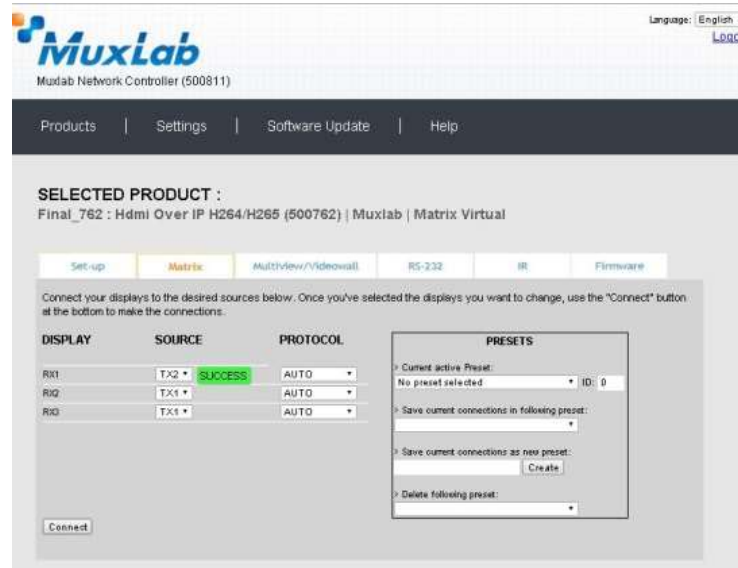 Language: English
MuxLab
Muxlab Network Controller (500811)
Products | Settings | Software Update | Help
SELECTED PRODUCT :
Final_762 : Hdmi Over IP H264/H265 (500762) | Muxlab | Matrix Virtual
Set-up Matrix Multiview/Videowall RS-232 IR Firmware
Connect your displays to the desired sources below. Once you've selected the displays you want to change, use the "Connect" button
at the bottom to make the connections.
DISPLAY SOURCE PROTOCOL PRESETS
> Current active Preset:
RX1 TX2 SUCCESS AUTO
No preset selected ID: 0
RX2 TX1 AUTO
> Save current connections in following preset:
RX3 TX1 AUTO
> Save current connections as new preset:
Create
> Delete following preset:
Connect